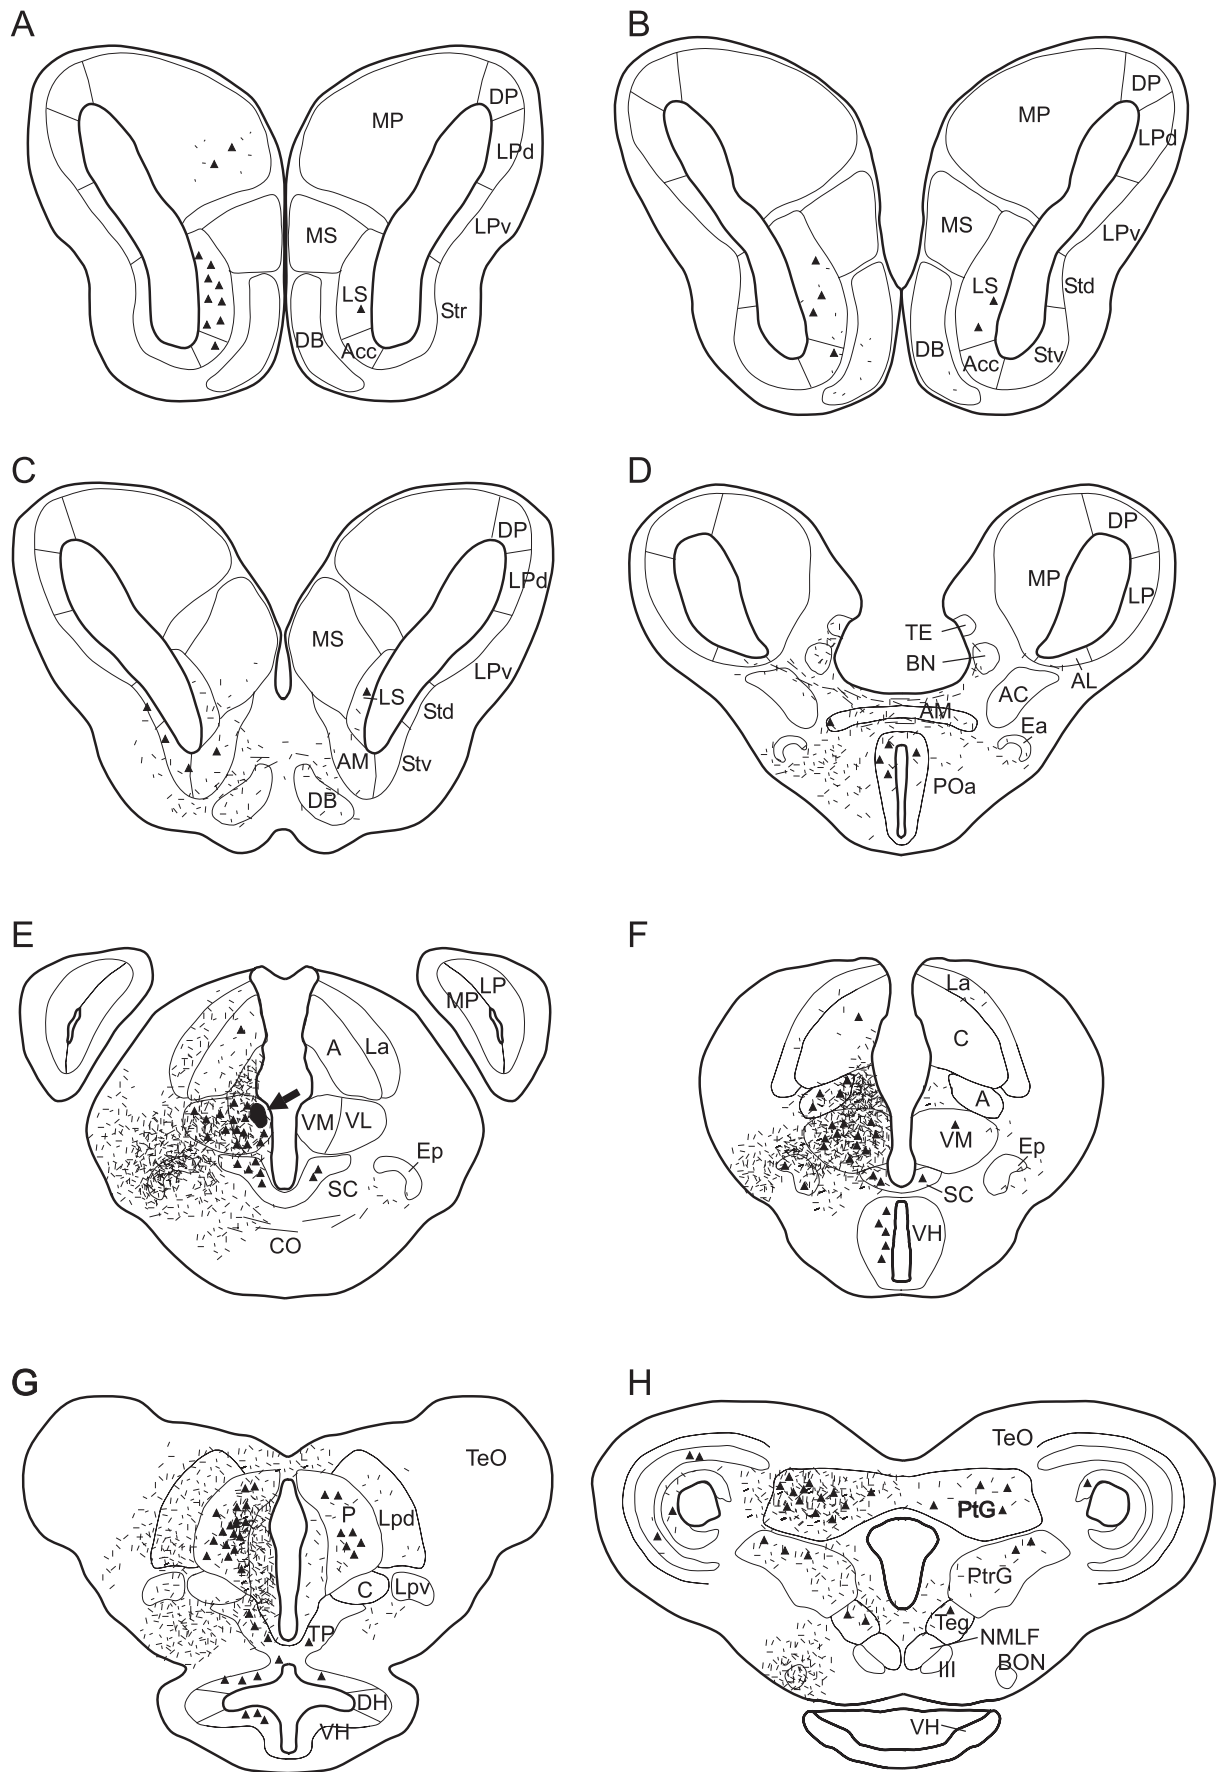 A
MP
DP
LPd
MS
LPv
LS
Str
DB
Acc
B
MP
DP
LPd
MS
LPv
LS
Std
DB
Acc
Stv
C
DP
LPd
MS
LPv
LS
Std
AM
Stv
DB
D
DP
MP
LP
TE
BN
AL
AC
AM
Ea
POa
E
MP
LP
A
La
VM
VL
Ep
SC
CO
F
La
C
A
VM
Ep
SC
VH
G
TeO
P
Lpd
C
Lpv
TP
DH
VH
H
TeO
PtG
PtrG
Teg
NMLF
III
BON
VH